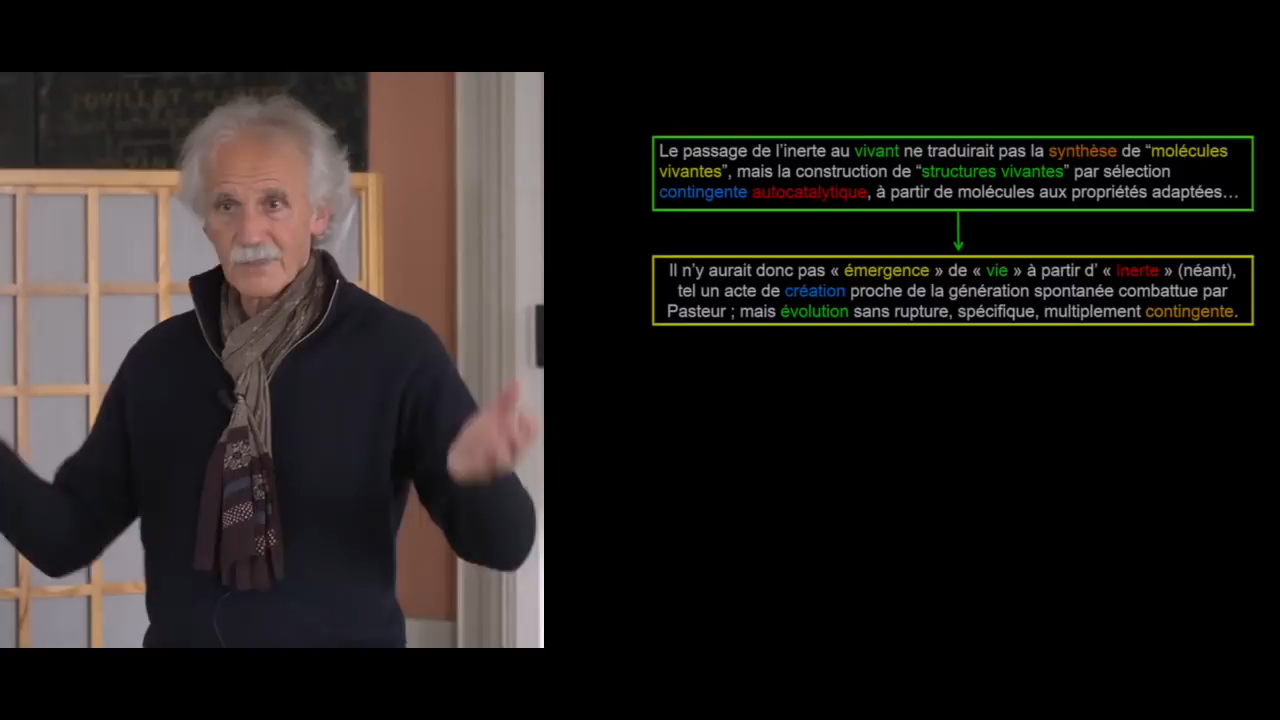 Le passage de l’inerte au vivant ne traduirait pas la synthèse de “molécules
vivantes”, mais la construction de “structures vivantes” par sélection
contingente autocatalytique, à partir de molécules aux propriétés adaptées…
Il n’y aurait donc pas « émergence » de « vie » à partir d’ « inerte » (néant),
tel un acte de création proche de la génération spontanée combattue par
Pasteur ; mais évolution sans rupture, spécifique, multiplement contingente.